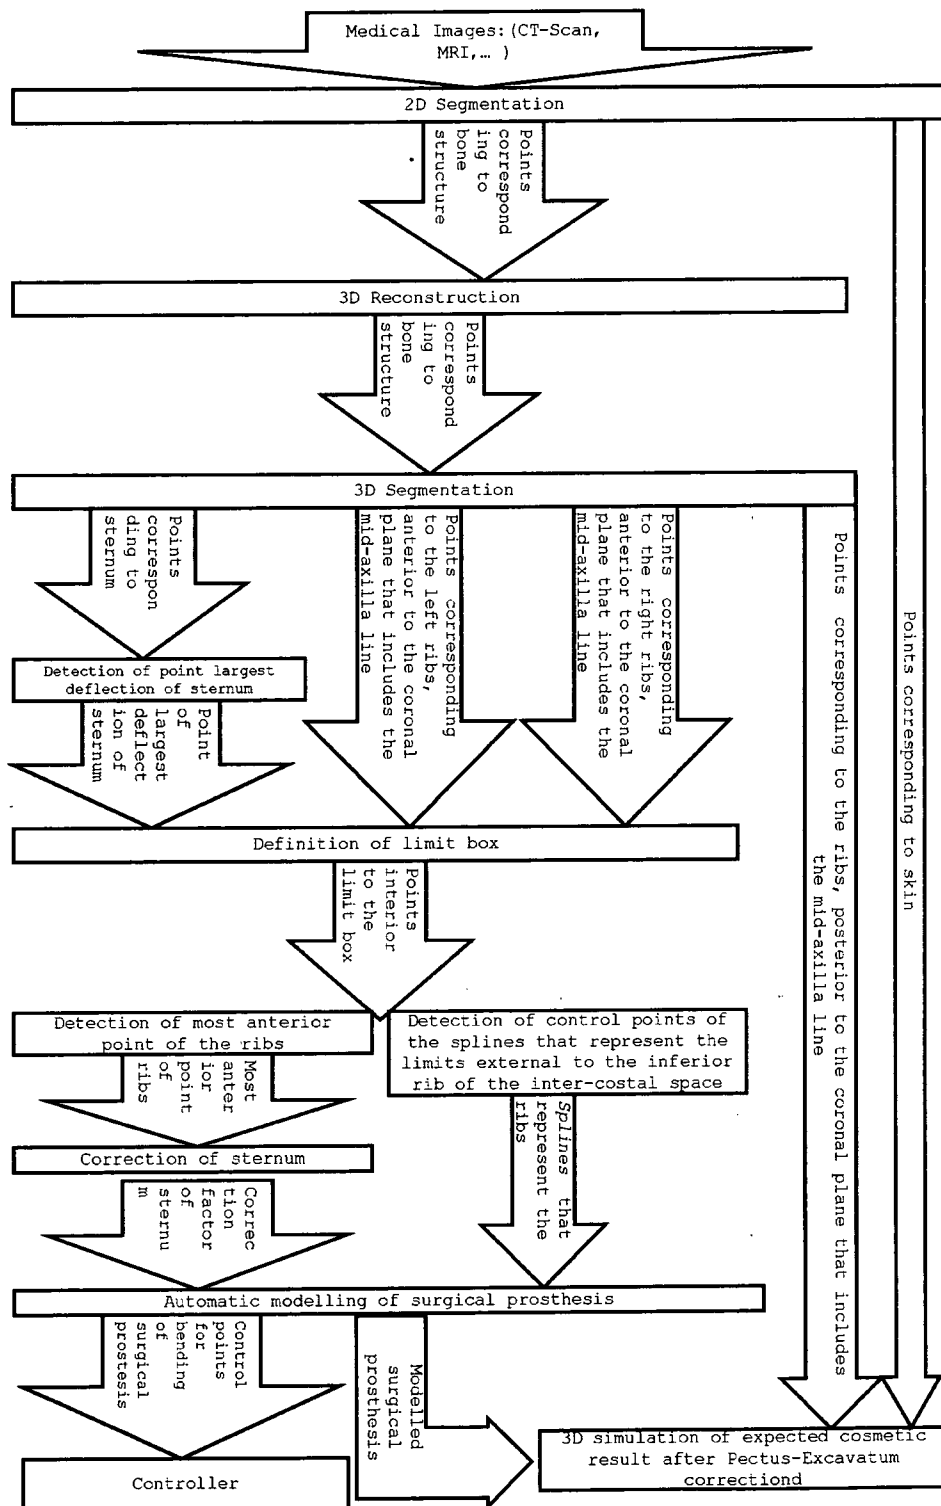 Medical Images: (CT-Scan,
MRI,… )
2D Segmentation
Points
correspond
ing to
bone
structure
3D Reconstruction
Points
correspond
ing to
bone
structure
3D Segmentation
Points
correspon
ding to
sternum
Points corresponding
to the left ribs,
anterior to the coronal
plane that includes the
mid-axilla line
Points corresponding
to the right ribs,
anterior to the coronal
plane that includes the
mid-axilla line
Points corresponding to the ribs, posterior to the coronal plane that includes
the mid-axilla line
Points corresponding to skin
Detection of point largest
deflection of sternum
Point
of
largest
deflect
ion of
sternum
Definition of limit box
Points
interior
to the
limit box
Detection of most anterior
point of the ribs
Detection of control points of
the splines that represent the
limits external to the inferior
rib of the inter-costal space
Most
anter
ior
point
of
ribs
Splines that
represent the
ribs
Correction of sternum
Correc
tion
factor
of
sternu
m
Automatic modelling of surgical prosthesis
Control
points
for
bending
of
surgical
prostesis
Modelled
surgical
prosthesis
Controller
3D simulation of expected cosmetic
result after Pectus-Excavatum
correctiond